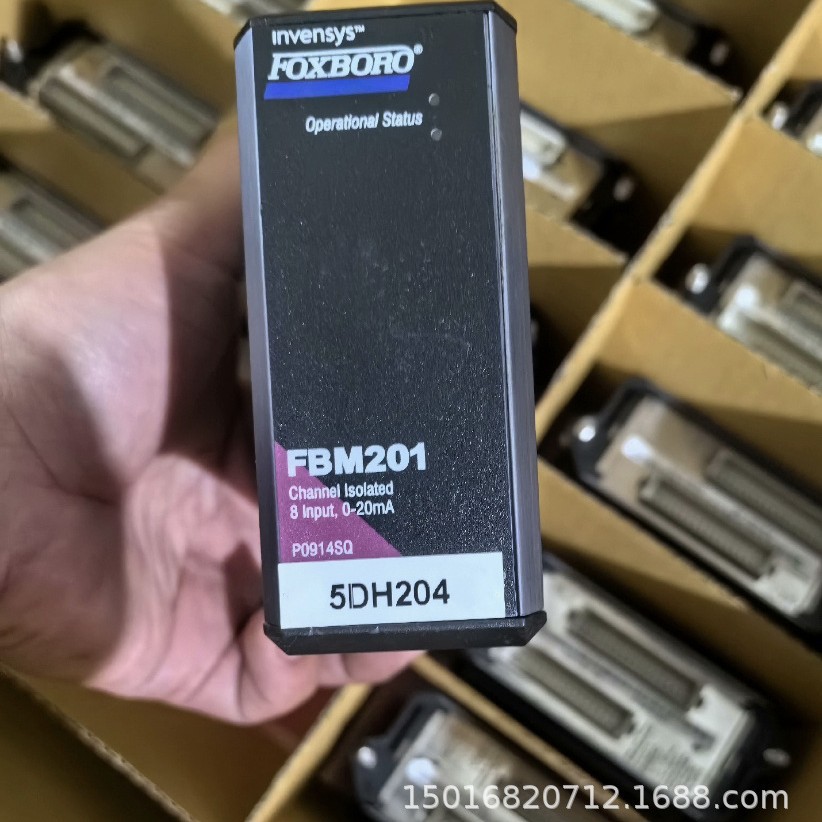 invensys™
FOXBORO®
Operational Status
FBM201
Channel Isolated
8 Input, 0-20mA
P0914SQ
5DH204
15016820712.1688.com